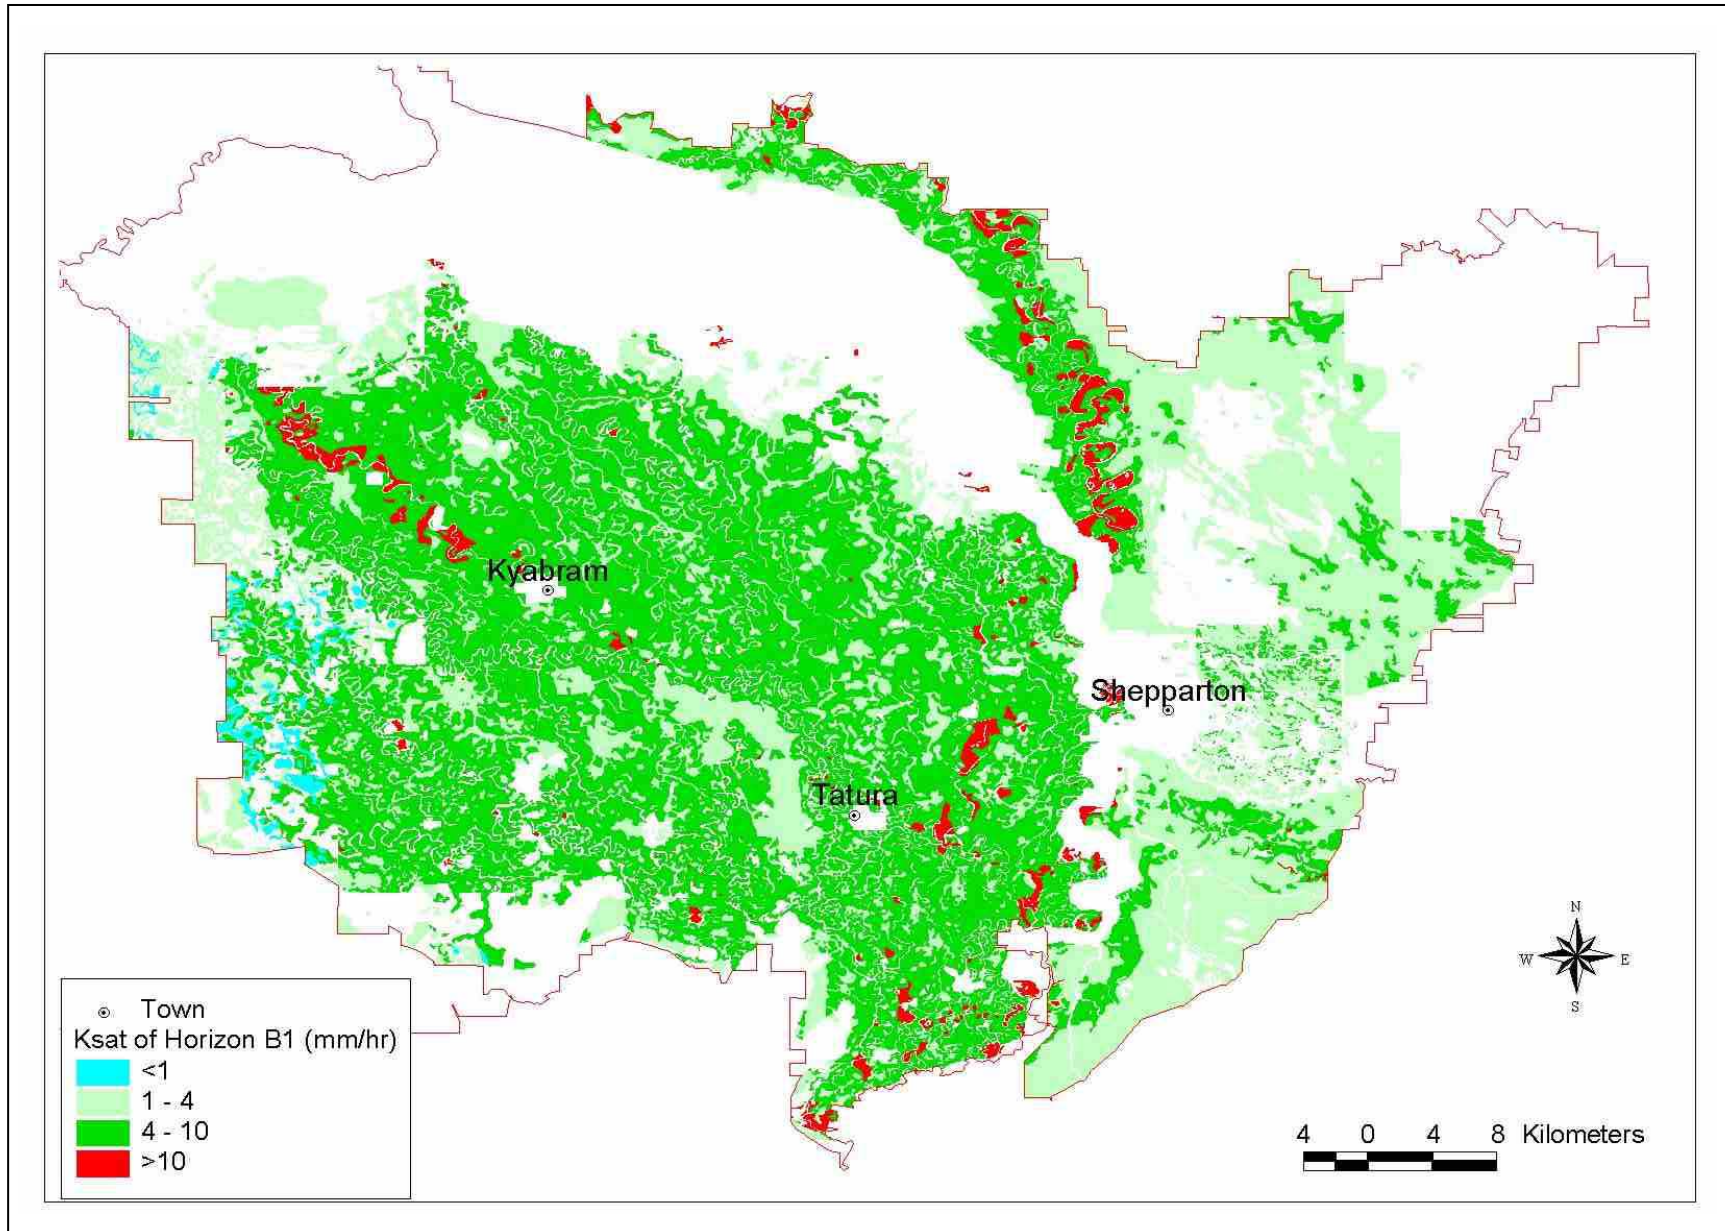 Kyabram
Shepparton
Tatura
N
W E
S
Town
Ksat of Horizon B1 (mm/hr)
<1
1 - 4
4 - 10
>10
4 0 4 8 Kilometers